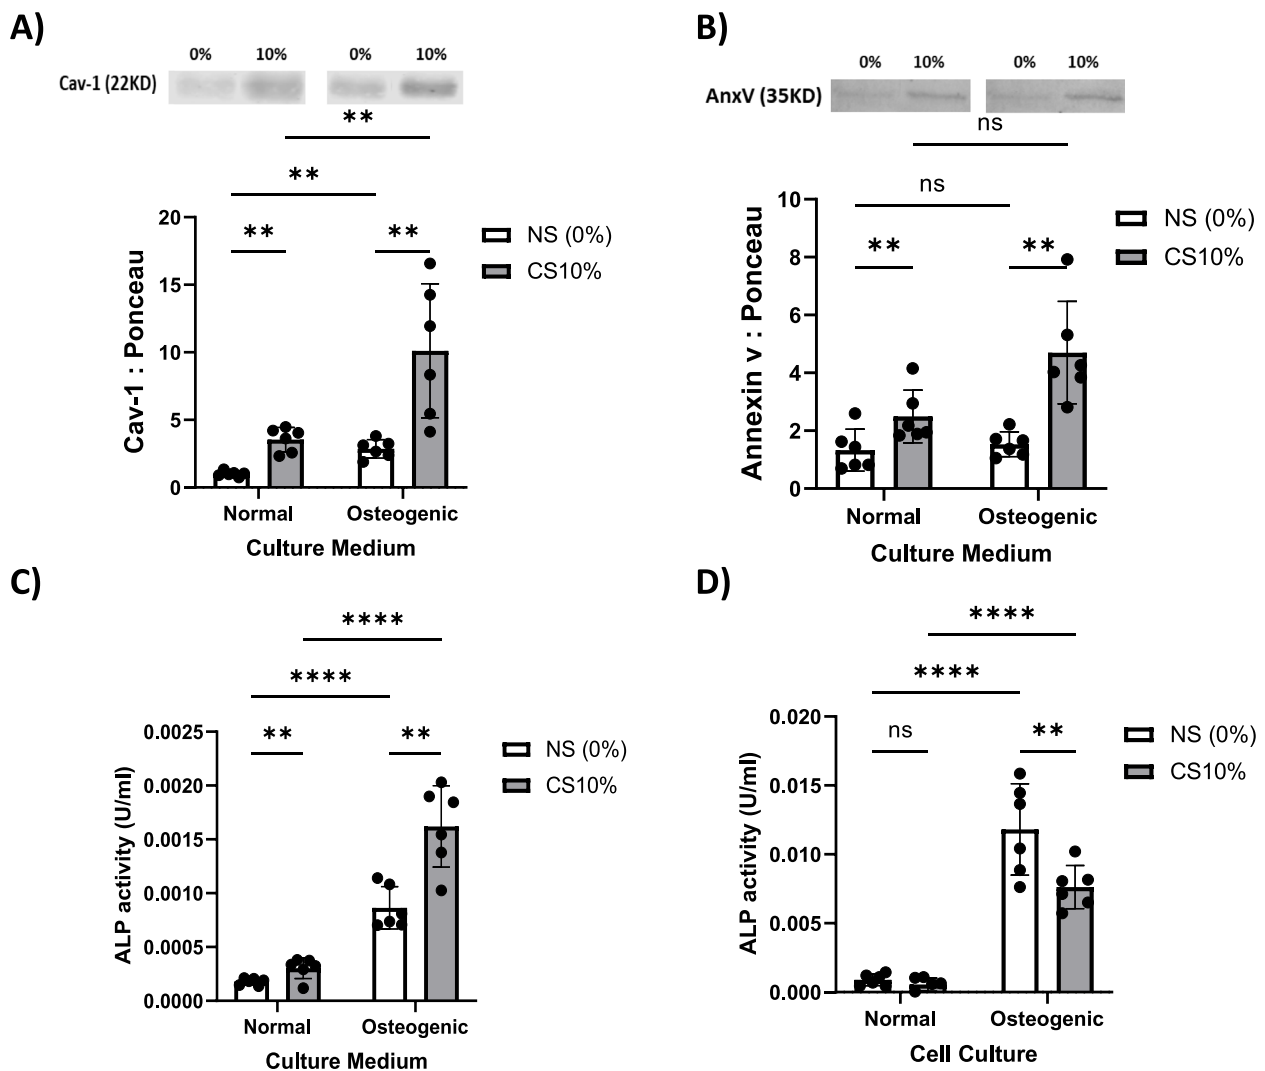 A)
0% 10% 0% 10%
Cav-1 (22KD)
**
**
** **
20
15
10
5
0
Cav-1 : Ponceau
NS (0%)
CS10%
Normal Osteogenic
Culture Medium
B)
0% 10% 0% 10%
AnxV (35KD)
ns
ns
** **
10
8
6
4
2
0
Annexin v : Ponceau
NS (0%)
CS10%
Normal Osteogenic
Culture Medium
C)
****
****
** **
0.0025
0.0020
0.0015
0.0010
0.0005
0.0000
ALP activity (U/ml)
NS (0%)
CS10%
Normal Osteogenic
Culture Medium
D)
****
****
ns **
0.020
0.015
0.010
0.005
0.000
ALP activity (U/ml)
NS (0%)
CS10%
Normal Osteogenic
Cell Culture